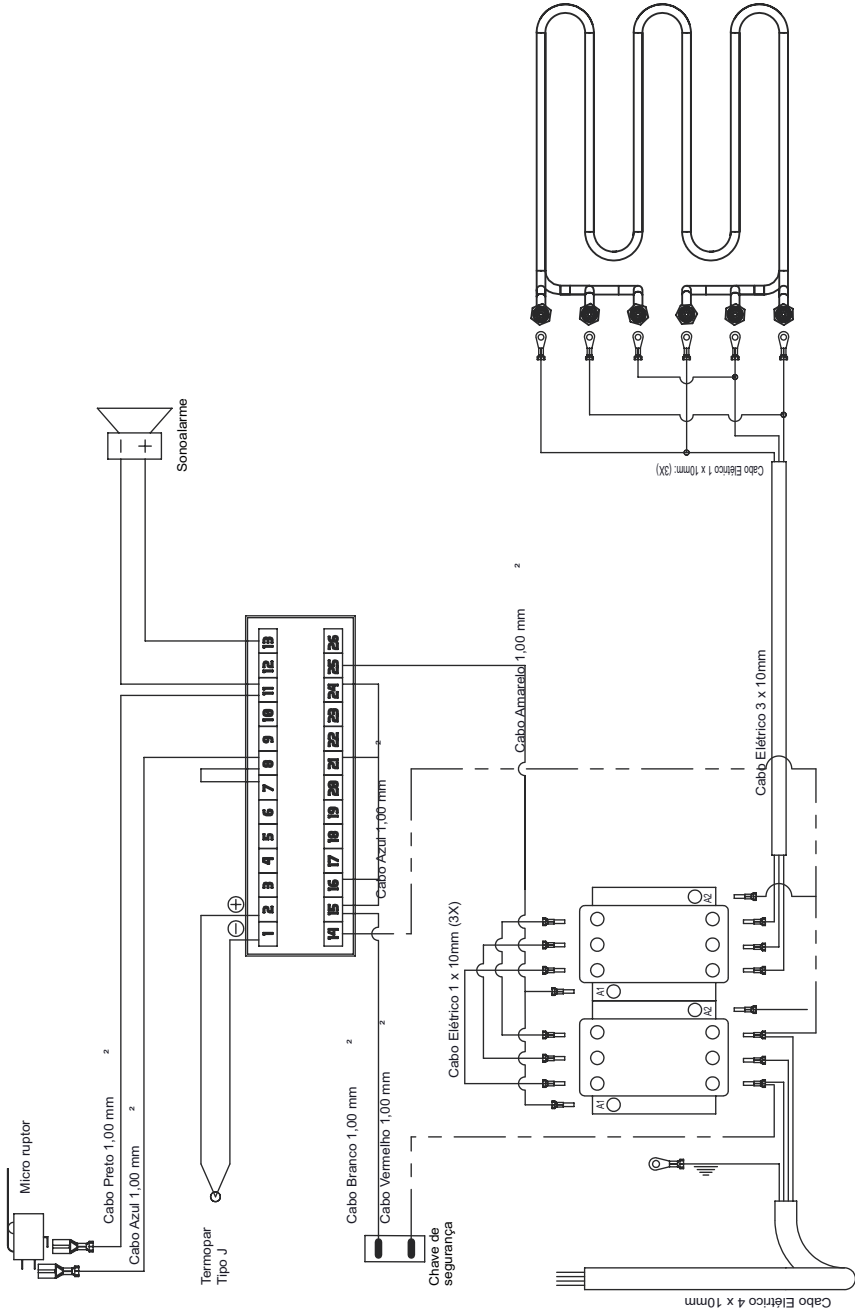 Micro ruptor
Cabo Preto 1,00 mm
2
Cabo Azul 1,00 mm
2
Termopar
Tipo J
Sonoalarme
- +
1 2 3 4 5 6 7 8 9 10 11 12 13
14 15 16 17 18 19 20 21 22 23 24 25 26
Cabo Branco 1,00 mm
2
Cabo Vermelho 1,00 mm
2
Cabo Azul 1,00 mm
2
Chave de
segurança
Cabo Amarelo 1,00 mm
2
Cabo Elétrico 1 x 10mm (3X)
A1
A2
A1
A2
Cabo Elétrico 3 x 10mm
Cabo Elétrico 1 x 10mm: (3X)
Cabo Elétrico 4 x 10mm